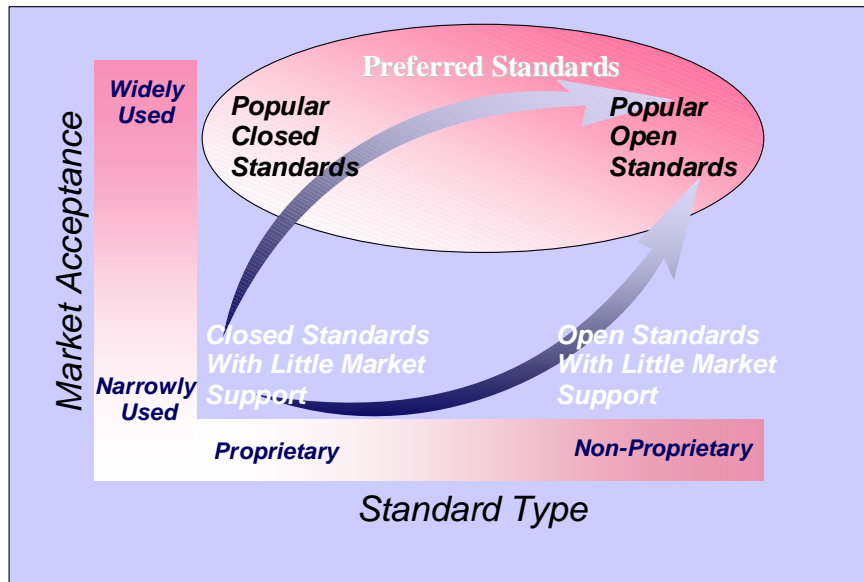 Preferred Standards
Widely
Used
Popular
Closed
Standards
Popular
Open
Standards
Market Acceptance
Closed Standards
With Little Market
Support
Open Standards
With Little Market
Support
Narrowly
Used
Proprietary
Non-Proprietary
Standard Type